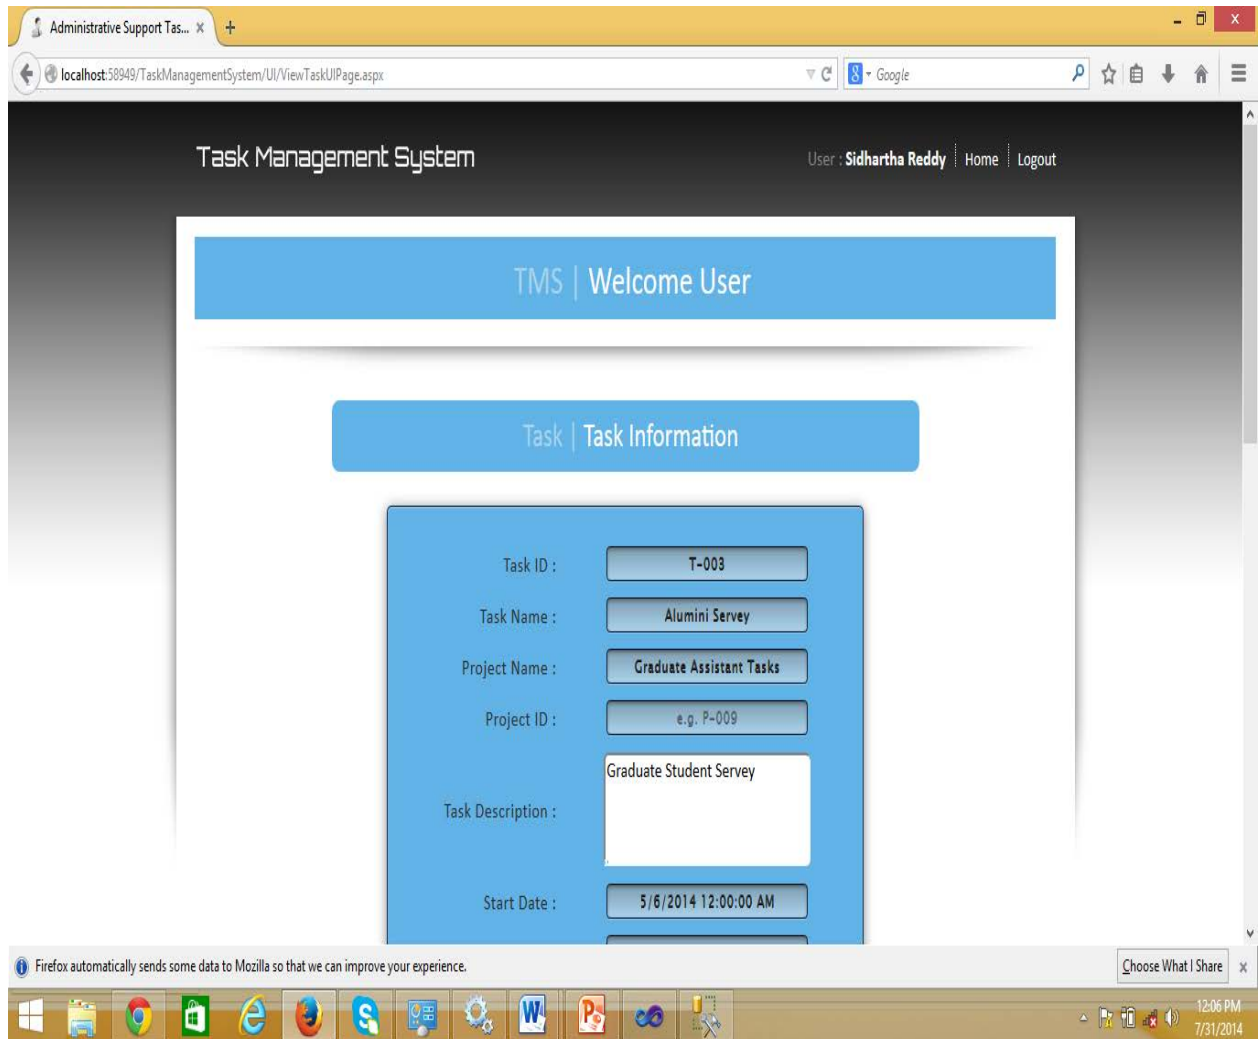 Administrative Support Tas...
localhost:58949/TaskManagementSystem/UI/ViewTaskUIPage.aspx
Google
Task Management System
User : Sidhartha Reddy Home Logout
TMS | Welcome User
Task | Task Information
Task ID : T-003
Task Name : Alumini Servey
Project Name : Graduate Assistant Tasks
Project ID : e.g. P-009
Task Description : Graduate Student Servey
Start Date : 5/6/2014 12:00:00 AM
Firefox automatically sends some data to Mozilla so that we can improve your experience.
Choose What I Share
12:06 PM
7/31/2014